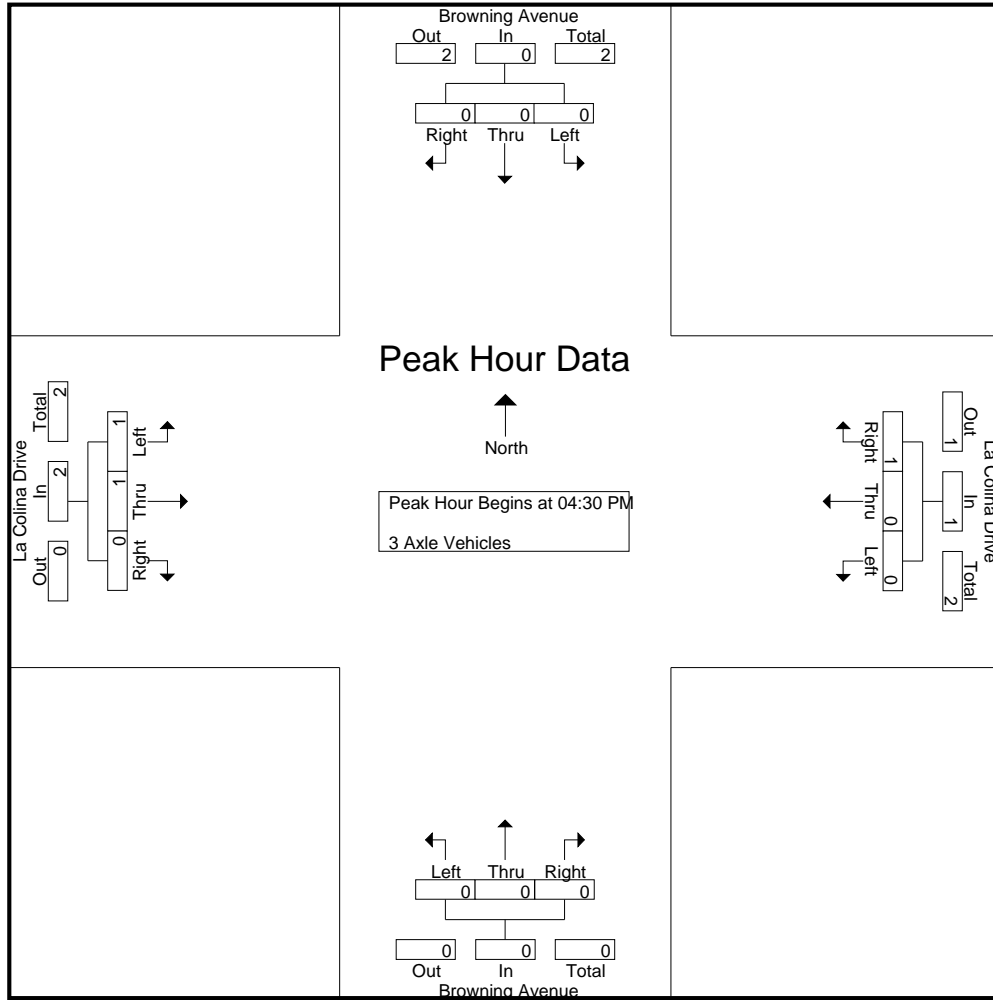 Browning Avenue
Out In Total
2 0 2
0 0 0
Right Thru Left
Peak Hour Data
North
Peak Hour Begins at 04:30 PM
3 Axle Vehicles
La Colina Drive
Out In Total
0 2 2
Right Thru Left
0 1 1
La Colina Drive
Out In Total
1 1 2
Right Thru Left
1 0 0
Left Thru Right
0 0 0
0 0 0
Out In Total
Browning Avenue